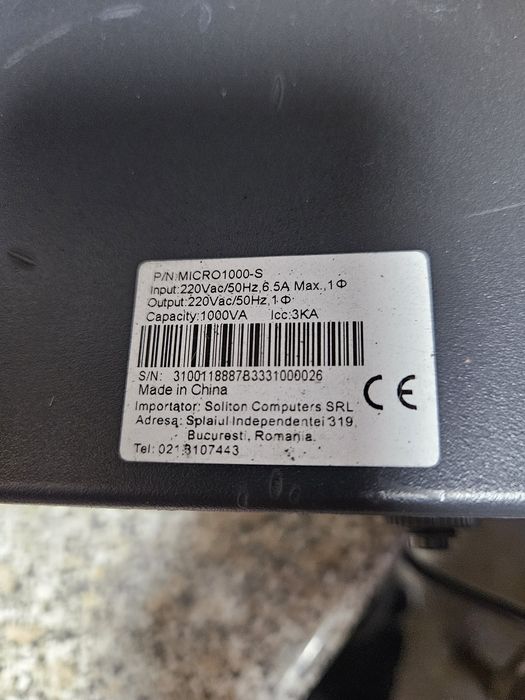 P/N:MICRO1000-S
Input:220Vac/50Hz,6.5A Max.,1Φ
Output:220Vac/50Hz,1Φ
Capacity:1000VA Icc:3KA
S/N: 3100118887B3331000026
Made in China
CE
Importator: Soliton Computers SRL
Adresa: Splaiul Independentei 319,
Bucuresti, Romania.
Tel: 021.3107443